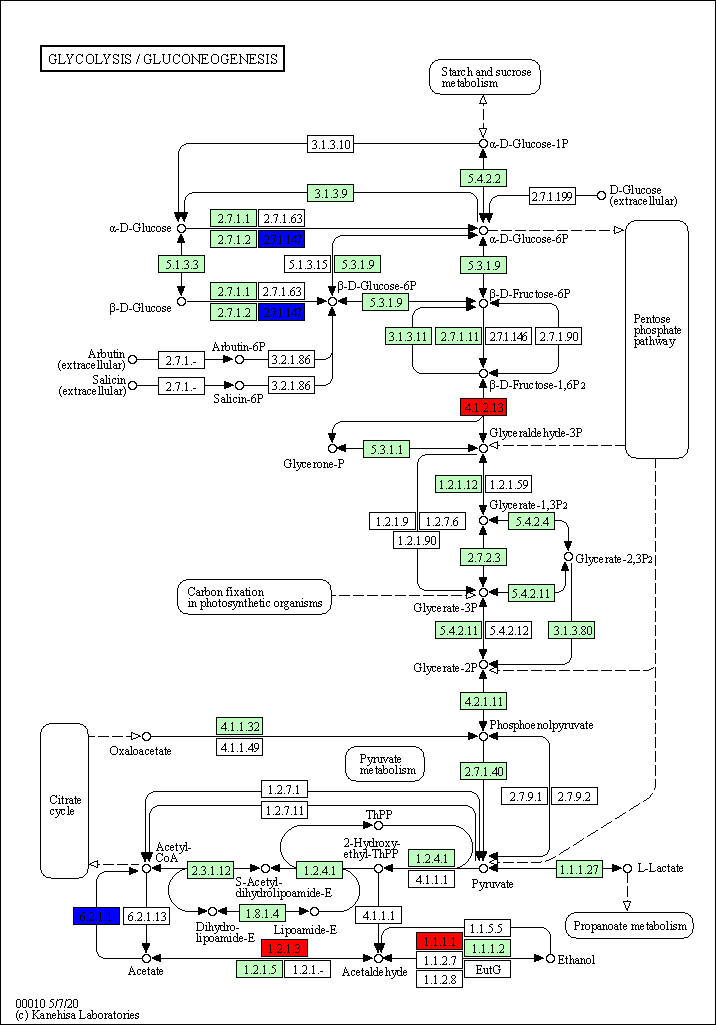 GLYCOLYSIS / GLUCONEOGENESIS
Starch and sucrose
metabolism
3.1.3.10
α-D-Glucose-1P
5.4.2.2
3.1.3.9
2.7.1.199
D-Glucose
(extracellular)
α-D-Glucose
2.7.1.1
2.7.1.63
2.7.1.2
2.7.1.147
α-D-Glucose-6P
5.1.3.3
5.1.3.15
5.3.1.9
5.3.1.9
β-D-Glucose-6P
β-D-Glucose
2.7.1.1
2.7.1.63
2.7.1.2
2.7.1.147
5.3.1.9
β-D-Fructose-6P
Pentose
phosphate
pathway
3.1.3.11
2.7.1.11
2.7.1.146
2.7.1.90
Arbutin
(extracellular)
2.7.1.-
Arbutin-6P
3.2.1.86
Salicin
(extracellular)
2.7.1.-
Salicin-6P
3.2.1.86
β-D-Fructose-1,6P2
4.1.2.13
Glyceraldehyde-3P
Glycerone-P
5.3.1.1
1.2.1.12
1.2.1.59
Glycerate-1,3P2
1.2.1.9
1.2.7.6
1.2.1.90
5.4.2.4
2.7.2.3
Glycerate-2,3P2
Carbon fixation
in photosynthetic organisms
5.4.2.11
Glycerate-3P
5.4.2.11
5.4.2.12
3.1.3.80
Glycerate-2P
4.2.1.11
4.1.1.32
4.1.1.49
Oxaloacetate
Phosphoenolpyruvate
Pyruvate
metabolism
2.7.1.40
Citrate
cycle
1.2.7.1
1.2.7.11
2.7.9.1
2.7.9.2
ThPP
Acetyl-
CoA
2-Hydroxy-
ethyl-ThPP
2.3.1.12
1.2.4.1
1.2.4.1
4.1.1.1
S-Acetyl-
dihydrolipoamide-E
Pyruvate
1.1.1.27
L-Lactate
6.2.1.1
6.2.1.13
1.8.1.4
Dihydro-
lipoamide-E
Lipoamide-E
4.1.1.1
Propanoate metabolism
1.2.1.3
1.1.5.5
1.1.1.1
1.1.1.2
1.1.2.7
EutG
1.1.2.8
Ethanol
Acetate
1.2.1.5
1.2.1.-
Acetaldehyde
00010 5/7/20
(c) Kanehisa Laboratories